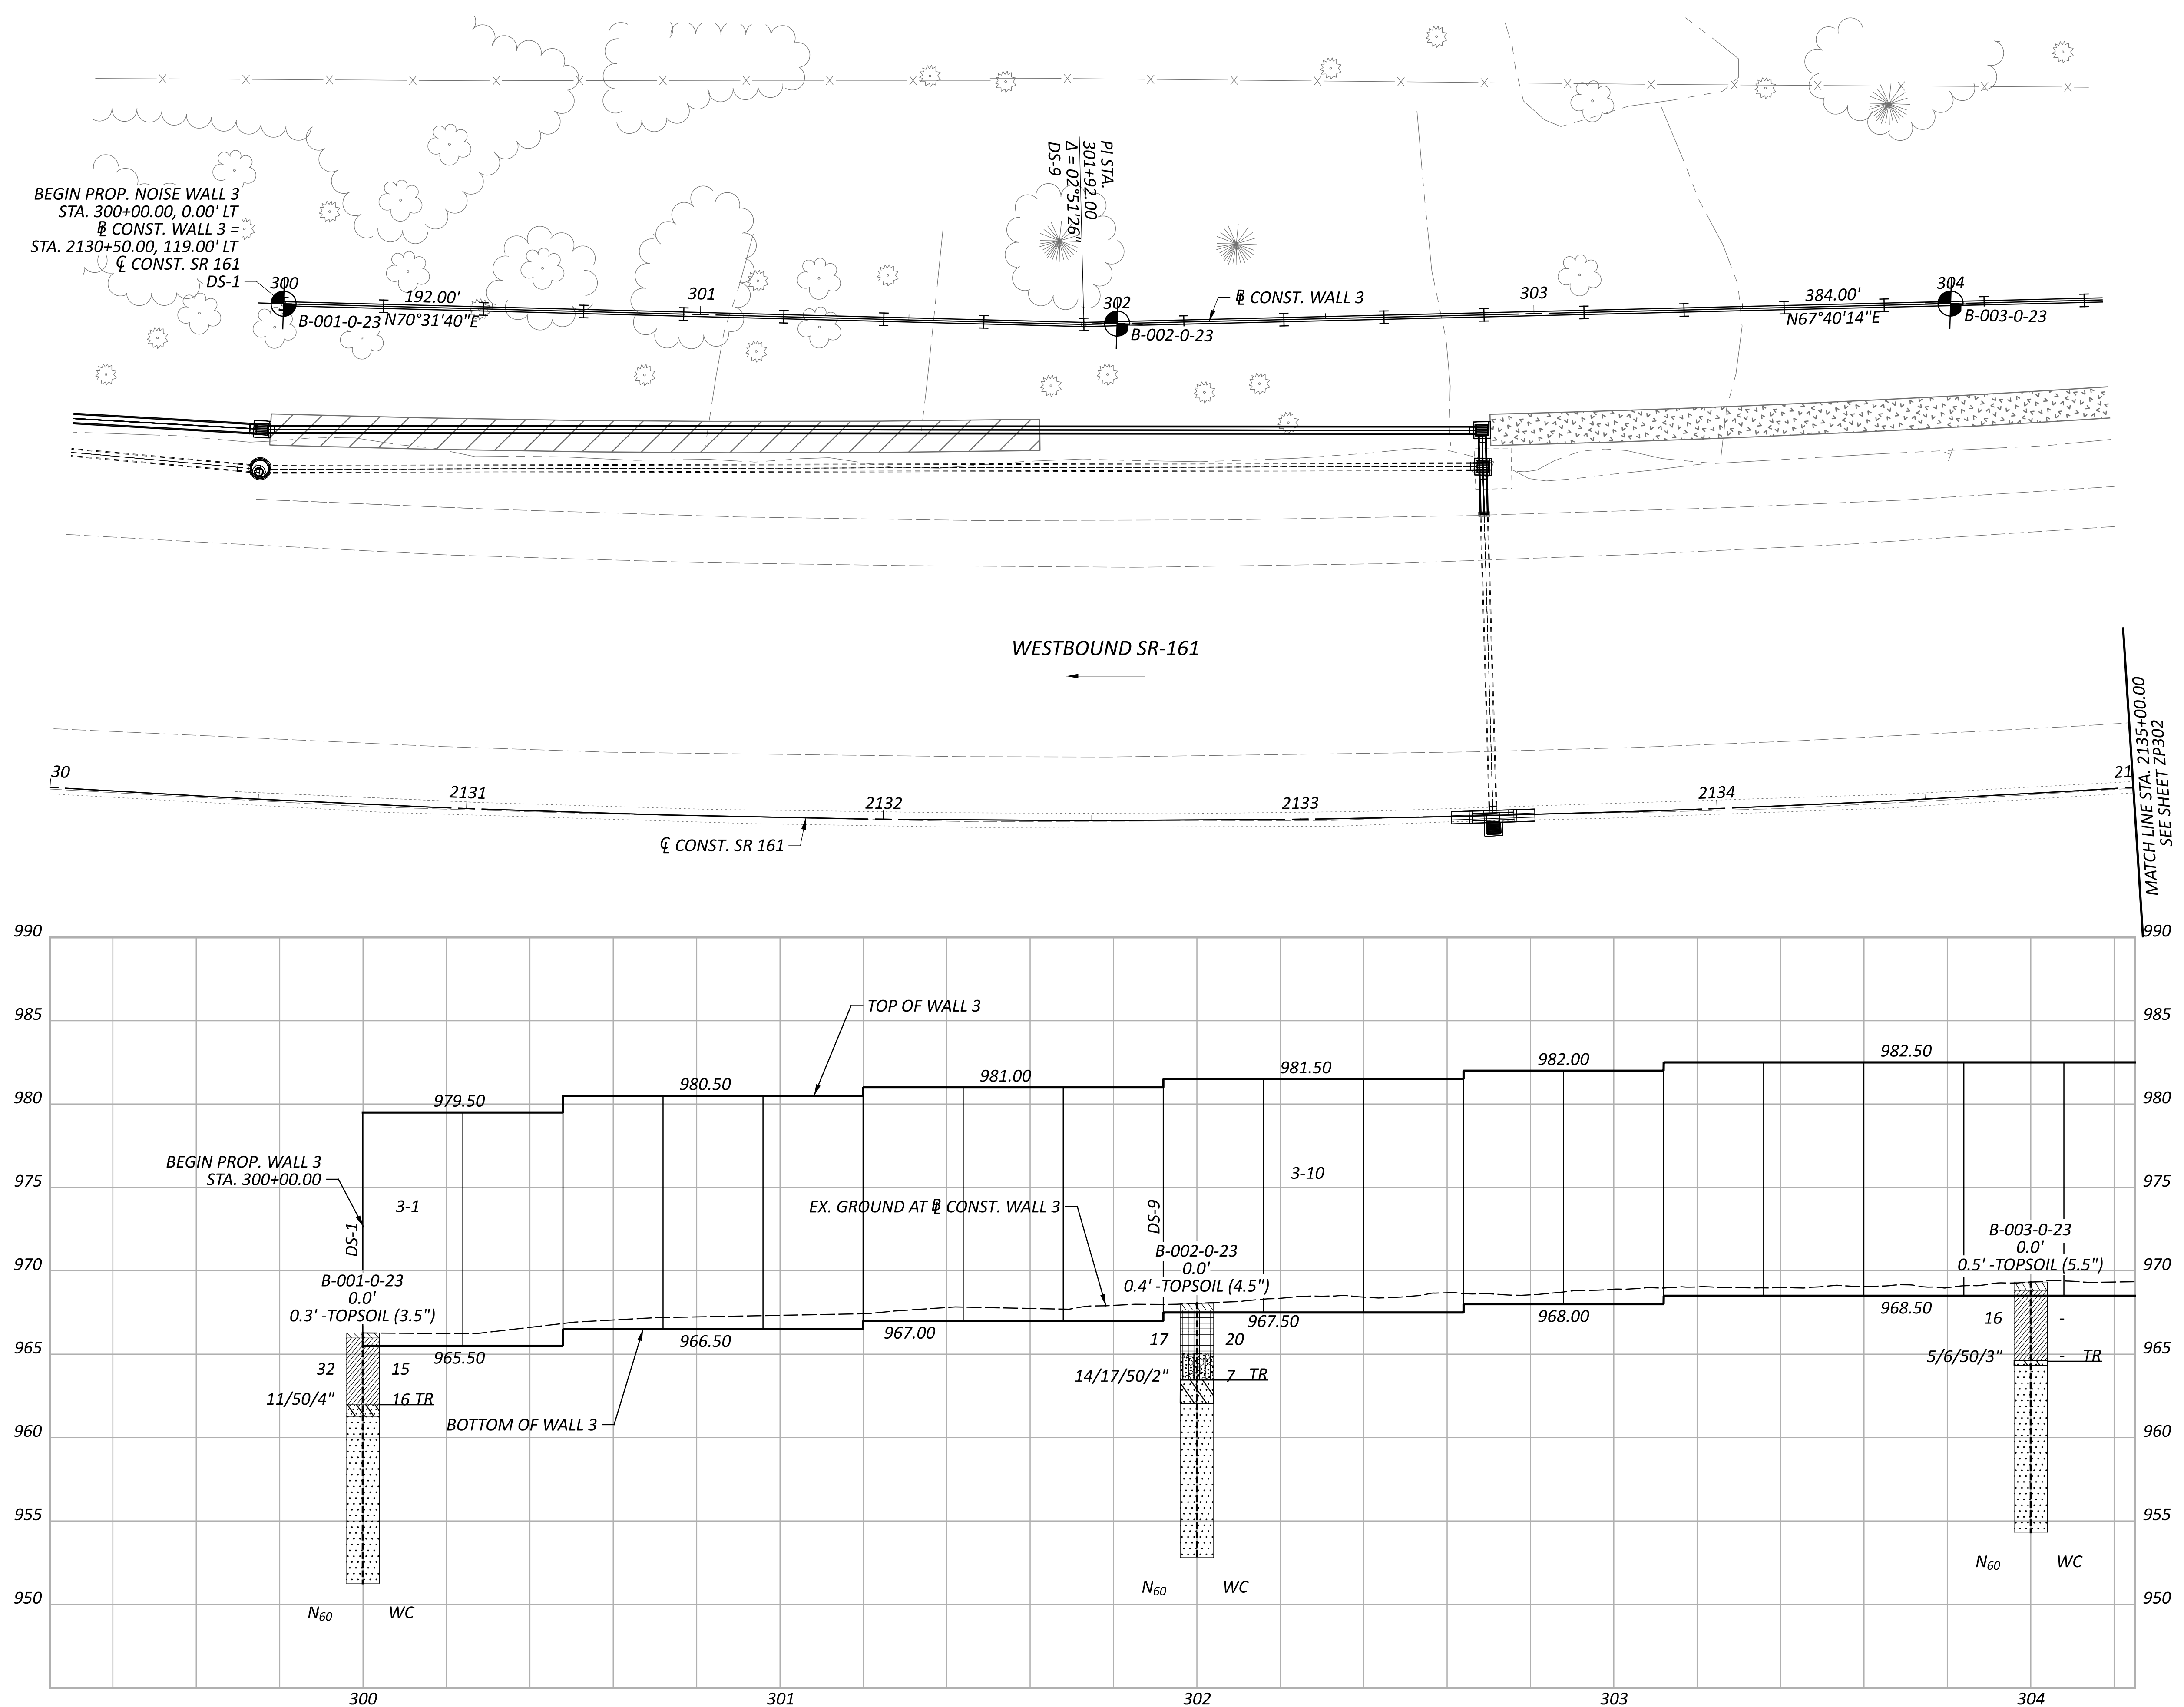 PI STA.
301+92.00
Δ = 02°51'26"
DS-9
BEGIN PROP. NOISE WALL 3
STA. 300+00.00, 0.00' LT
℄ CONST. WALL 3 =
STA. 2130+50.00, 119.00' LT
℄ CONST. SR 161
DS-1
300
192.00'
N70°31'40"E
B-001-0-23
301
302
B-002-0-23
℄ CONST. WALL 3
303
384.00'
N67°40'14"E
304
B-003-0-23
WESTBOUND SR-161
MATCH LINE STA. 2135+00.00
SEE SHEET ZP302
30
2131
2132
2133
2134
21
℄ CONST. SR 161
990
990
985
985
980
980
975
975
970
970
965
965
960
960
955
955
950
950
TOP OF WALL 3
979.50
980.50
981.00
981.50
982.00
982.50
BEGIN PROP. WALL 3
STA. 300+00.00
3-1
3-10
DS-1
DS-9
EX. GROUND AT ℄ CONST. WALL 3
B-001-0-23
0.0'
0.3' -TOPSOIL (3.5")
B-002-0-23
0.0'
0.4' -TOPSOIL (4.5")
B-003-0-23
0.0'
0.5' -TOPSOIL (5.5")
965.50
966.50
967.00
967.50
968.00
968.50
32
15
11/50/4"
16 TR
17
20
14/17/50/2"
7 TR
16
-
5/6/50/3"
- TR
BOTTOM OF WALL 3
N60
WC
N60
WC
N60
WC
300
301
302
303
304